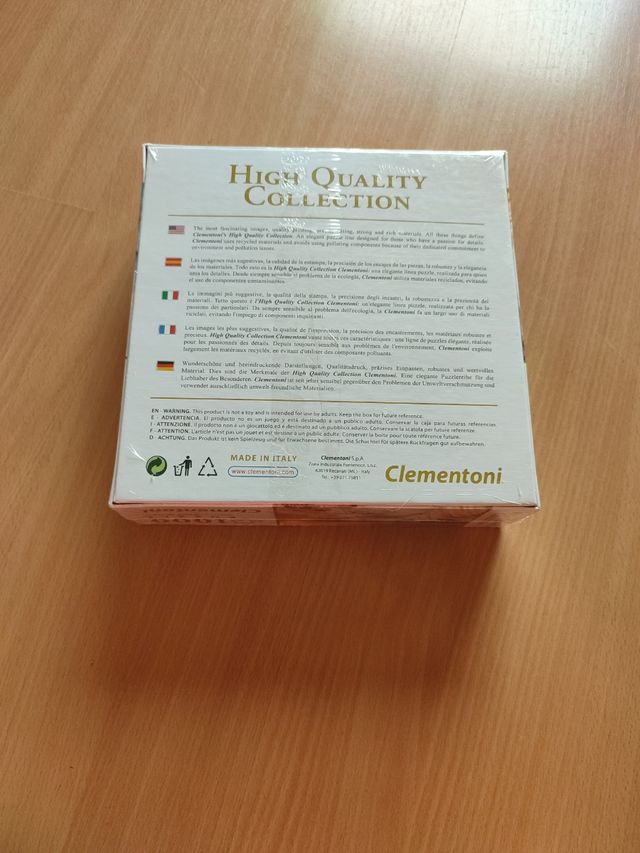 HIGH QUALITY
COLLECTION
The most fascinating images, quality printing, precise fitting, strong and rich materials. All these things define
Clementoni's High Quality Collection. An elegant puzzle line designed for those who have a passion for details.
Clementoni uses recycled materials and avoids using polluting components because of their dedicated commitment to
environment and pollution issues.
Las imágenes más sugestivas, la calidad de la estampa, la precisión de los encajes de las piezas, la robustez y la elegancia
de los materiales. Todo esto es la High Quality Collection Clementoni: una elegante línea puzzle, realizada para quien
ama los detalles. Desde siempre sensible al problema de la ecología, Clementoni utiliza materiales reciclados, evitando
el uso de componentes contaminantes.
Le immagini più suggestive, la qualità della stampa, la precisione degli incastri, la robustezza e la preziosità dei
materiali. Tutto questo è l'High Quality Collection Clementoni: un'elegante linea puzzle, realizzata per chi ha la
passione dei particolari. Da sempre sensibile al problema dell'ecologia, la Clementoni fa un largo uso di materiali
riciclati, evitando l'impiego di componenti inquinanti.
Les images les plus suggestives, la qualité de l'impression, la précision des encastrements, les matériaux robustes et
précieux. High Quality Collection Clementoni vante toutes ces caractéristiques : une ligne de puzzles élégante, réalisée
pour les passionnés des détails. Depuis toujours sensible aux problèmes de l'environnement, Clementoni exploite
largement les matériaux recyclés, en évitant d'utiliser des composants polluants.
Wunderschöne und beeindruckende Darstellungen, Qualitätsdruck, präzises Einpassen, robustes und wertvolles
Material. Dies sind die Merkmale der High Quality Collection Clementoni. Eine elegante Puzzlereihe für die
Liebhaber des Besonderen. Clementoni ist seit jeher sensibel gegenüber den Problemen der Umweltverschmutzung und
verwendet ausschließlich umwelt-freundliche Materialien.
EN - WARNING. This product is not a toy and is intended for use by adults. Keep the box for future reference.
E - ADVERTENCIA. El producto no es un juego y está destinado a un público adulto. Conservar la caja para futuras referencias.
I - ATTENZIONE. Il prodotto non è un giocattolo ed è destinato ad un pubblico adulto. Conservare la scatola per future referenze.
F - ATTENTION. L'article n'est pas un jouet et est destiné à un public adulte. Conserver la boîte pour toute référence future.
D - ACHTUNG. Das Produkt ist kein Spielzeug und für Erwachsene bestimmt. Die Schachtel für spätere Rückfragen gut aufbewahren.
MADE IN ITALY
www.clementoni.com
Clementoni S.p.A.
Zona Industriale Fontenoce, s.n.c.
62019 Recanati (MC) - Italy
Tel.: +39 071 75811
Clementoni